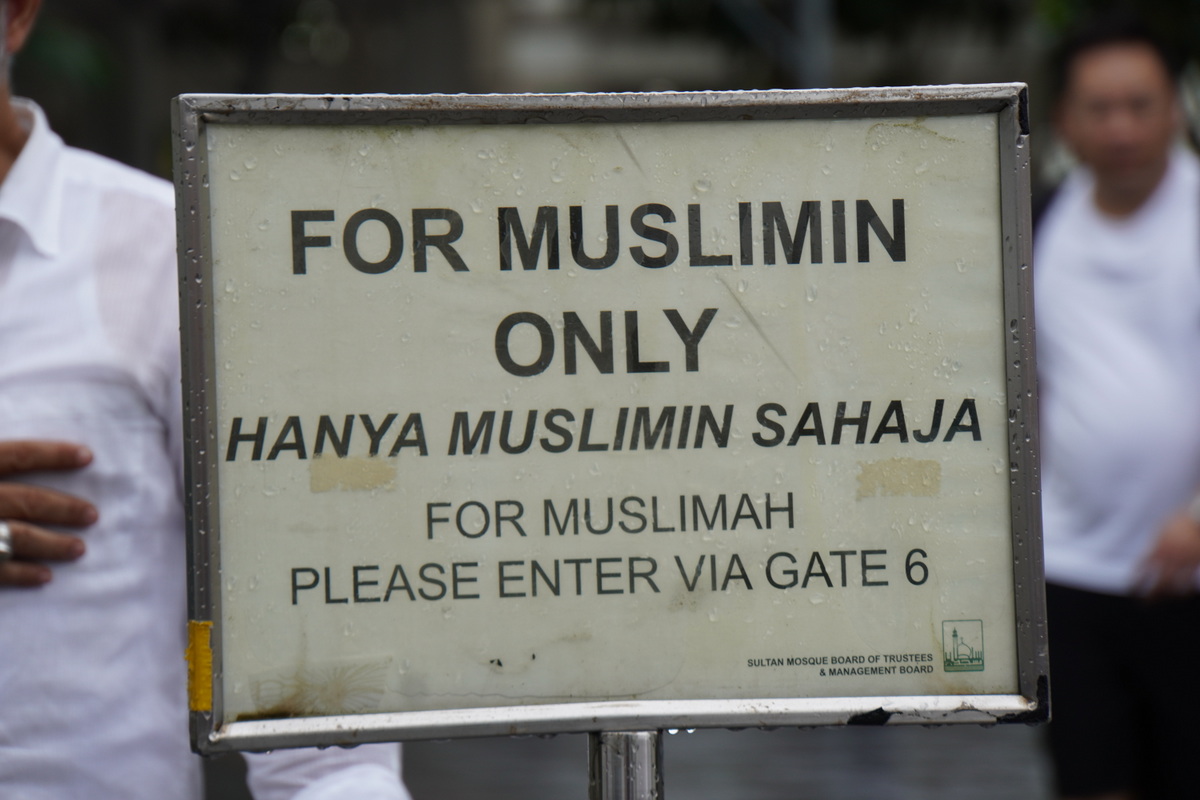 FOR MUSLIMIN
ONLY
HANYA MUSLIMIN SAHAJA
FOR MUSLIMAH
PLEASE ENTER VIA GATE 6
SULTAN MOSQUE BOARD OF TRUSTEES
& MANAGEMENT BOARD